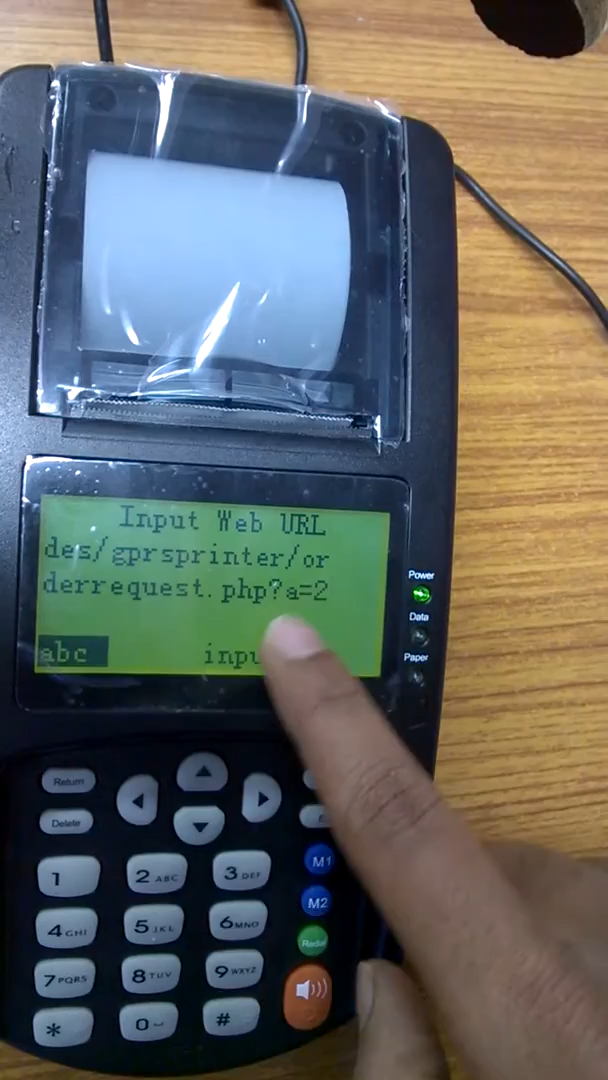 Input Web URL
des/gprsprinter/or
derrequest.php?a=2
abc
Power
Data
Paper
Return
Delete
1
2 ABC
3 DEF
M1
4 GHI
5 JKL
6 MNO
M2
Redial
7 PQRS
8 TUV
9 WXYZ
*
0
#